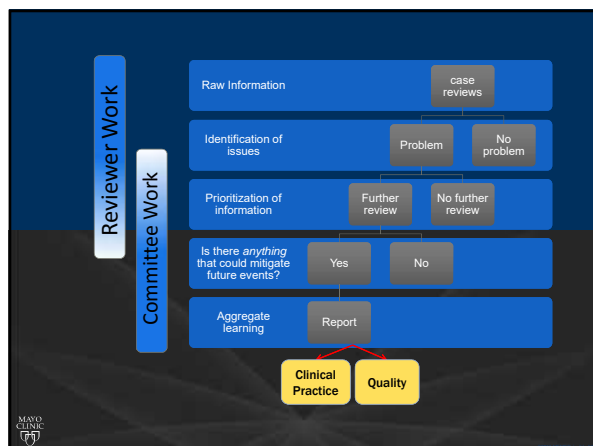 Reviewer Work
Committee Work
Raw Information
case
reviews
Identification of
issues
Problem
No
problem
Prioritization of
information
Further
review
No further
review
Is there anything
that could mitigate
future events?
Yes
No
Aggregate
learning
Report
Clinical
Practice
Quality
MAYO
CLINIC